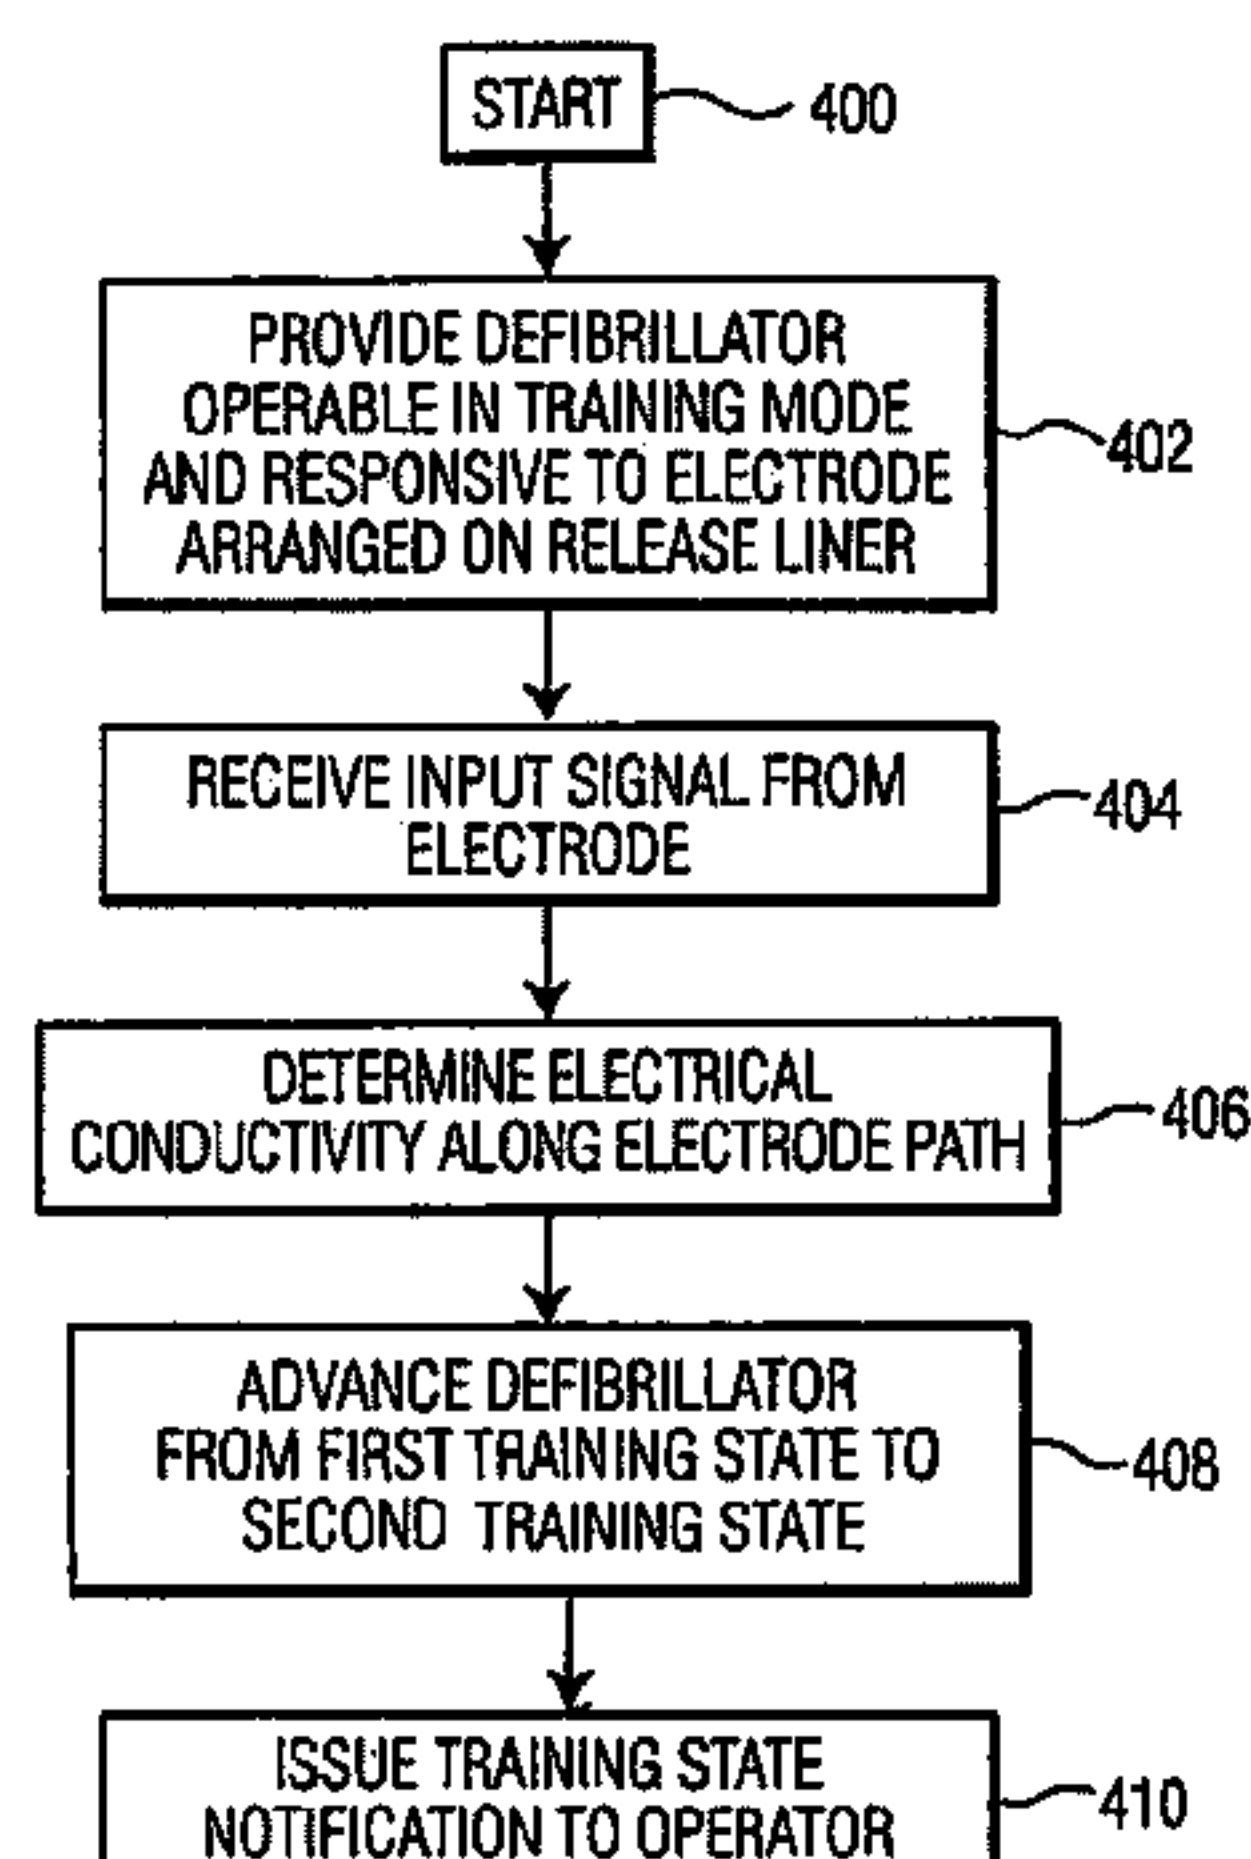 START
400
PROVIDE DEFIBRILLATOR
OPERABLE IN TRAINING MODE
AND RESPONSIVE TO ELECTRODE
ARRANGED ON RELEASE LINER
402
RECEIVE INPUT SIGNAL FROM
ELECTRODE
404
DETERMINE ELECTRICAL
CONDUCTIVITY ALONG ELECTRODE PATH
406
ADVANCE DEFIBRILLATOR
FROM FIRST TRAINING STATE TO
SECOND TRAINING STATE
408
ISSUE TRAINING STATE
NOTIFICATION TO OPERATOR
410